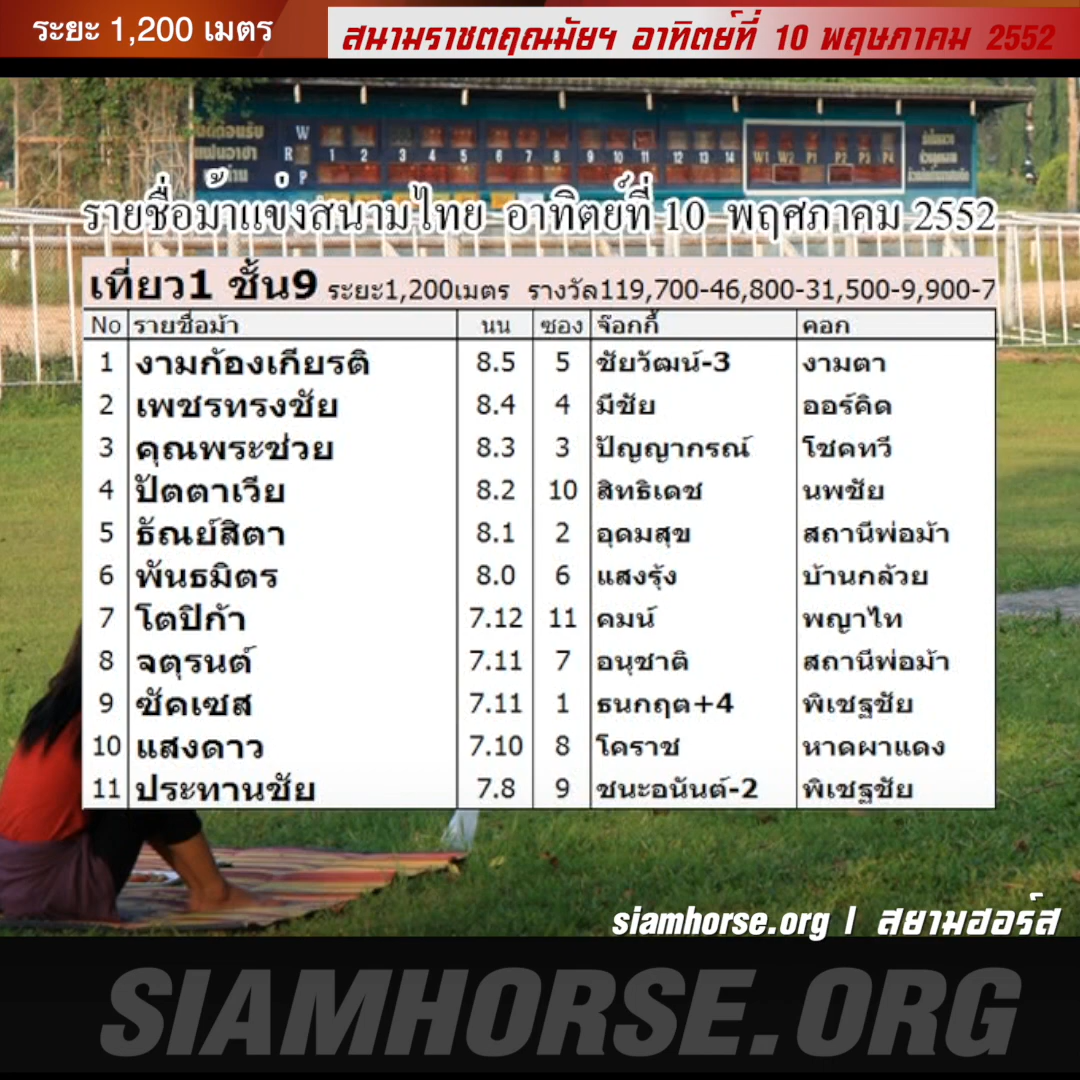 ระยะ 1,200 เมตร
สนามราชตฤณมัยฯ อาทิตย์ที่ 10 พฤษภาคม 2552
W 1 2 3 4 5 6 7 8 9 10 11 12 13 14 W1 W2 P1 P2 P3 P4
R
P
รายชื่อม้าแข่งสนามไทย อาทิตย์ที่ 10 พฤศภาคม 2552
เที่ยว1 ชั้น9 ระยะ1,200เมตร รางวัล119,700-46,800-31,500-9,900-7
No รายชื่อม้า นน ซอง จ๊อกกี้ คอก
1 งามก้องเกียรติ 8.5 5 ชัยวัฒน์-3 งามตา
2 เพชรทรงชัย 8.4 4 มีชัย ออร์คิด
3 คุณพระช่วย 8.3 3 ปัญญากรณ์ โชคทวี
4 ปัตตาเวีย 8.2 10 สิทธิเดช นพชัย
5 ธัณย์สิตา 8.1 2 อุดมสุข สถานีพ่อม้า
6 พันธมิตร 8.0 6 แสงรุ้ง บ้านกล้วย
7 โตปิก้า 7.12 11 คมน์ พญาไท
8 จตุรนต์ 7.11 7 อนุชาติ สถานีพ่อม้า
9 ซัคเซส 7.11 1 ธนกฤต+4 พิเชฐชัย
10 แสงดาว 7.10 8 โคราช หาดผาแดง
11 ประทานชัย 7.8 9 ชนะอนันต์-2 พิเชฐชัย
siamhorse.org | สยามฮอร์ส
SIAMHORSE.ORG